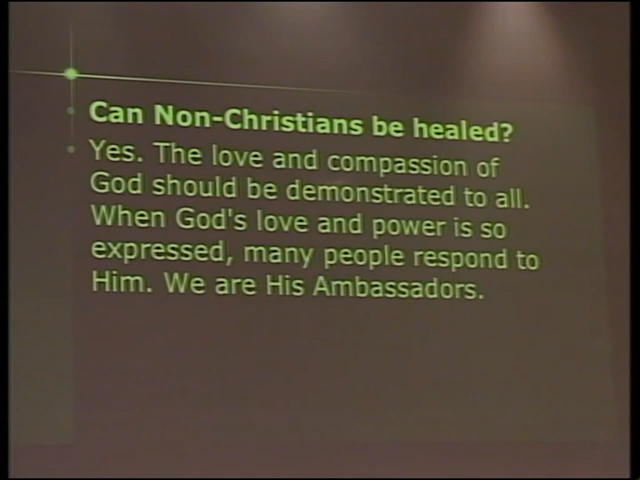 Can Non-Christians be healed?
Yes. The love and compassion of
God should be demonstrated to all.
When God's love and power is so
expressed, many people respond to
Him. We are His Ambassadors.